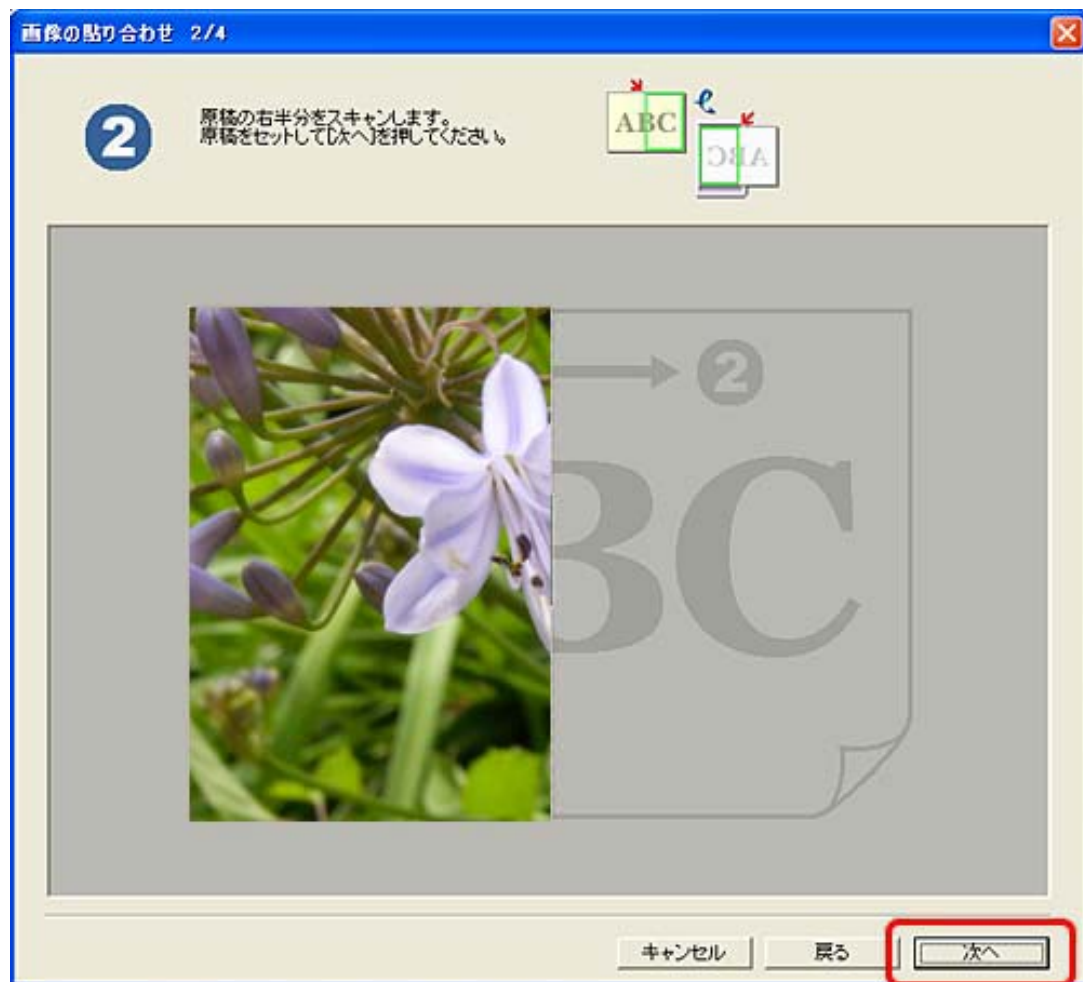 画像の貼り合わせ 2/4
2
原稿の右半分をスキャンします。
原稿をセットして[次へ]を押してください。
ABC
ABC
2
BC
キャンセル
戻る
次へ